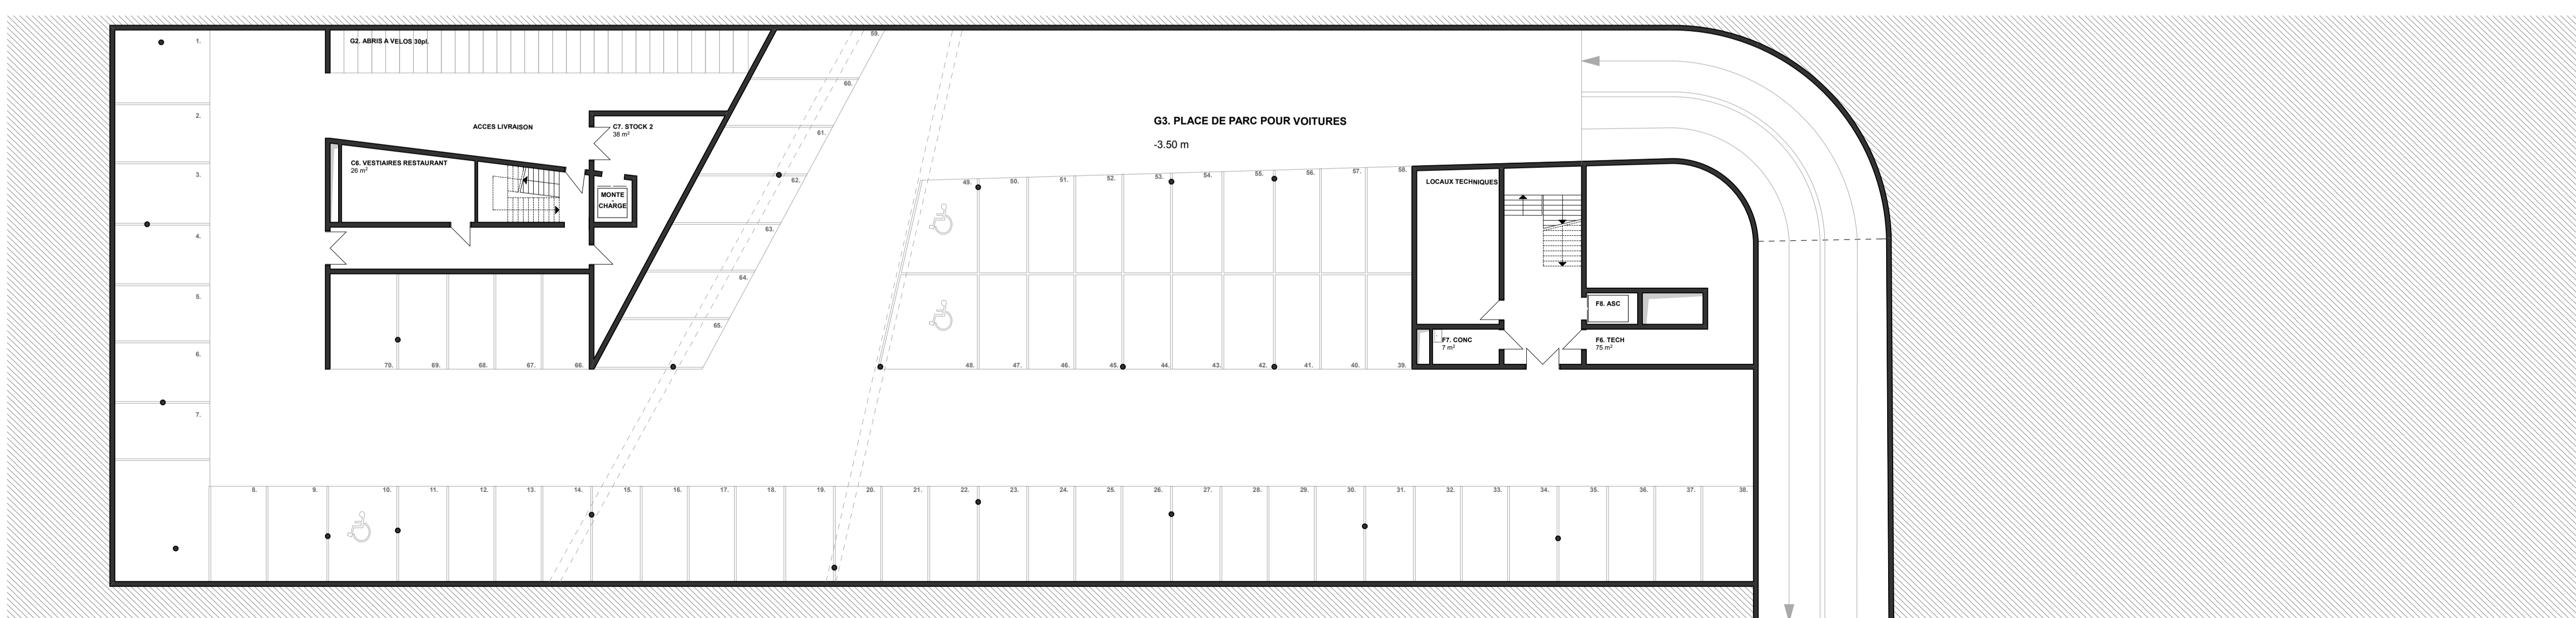 G2. ABRIS A VELOS 30pl.
ACCES LIVRAISON
C7. STOCK 2
38 m²
C6. VESTIAIRES RESTAURANT
26 m²
MONTE
-
CHARGE
G3. PLACE DE PARC POUR VOITURES
-3.50 m
LOCAUX TECHNIQUES
F8. ASC
F7. CONC
7 m²
F6. TECH
75 m²
1.
2.
3.
4.
5.
6.
7.
8. 9. 10. 11. 12. 13. 14. 15. 16. 17. 18. 19. 20. 21. 22. 23. 24. 25. 26. 27. 28. 29. 30. 31. 32. 33. 34. 35. 36. 37. 38.
48. 47. 46. 45. 44. 43. 42. 41. 40. 39.
49. 50. 51. 52. 53. 54. 55. 56. 57. 58.
59.
60.
61.
62.
63.
64.
65.
70. 69. 68. 67. 66.